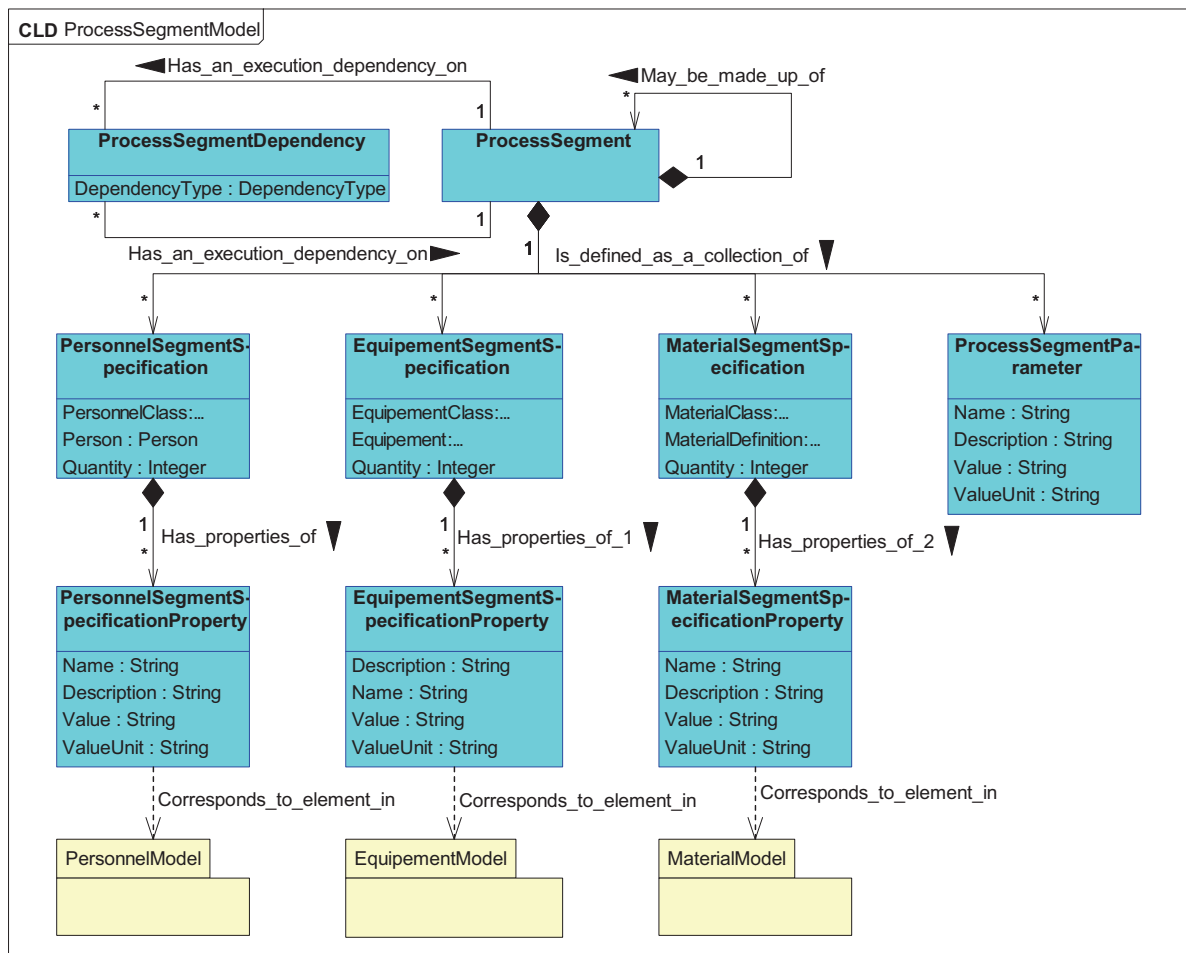 CLD ProcessSegmentModel
Has_an_execution_dependency_on
May_be_made_up_of
* 1 *
ProcessSegmentDependency
DependencyType : DependencyType
ProcessSegment
1
* 1
Has_an_execution_dependency_on
1
Is_defined_as_a_collection_of
* * * *
PersonnelSegmentS-
pecification
PersonnelClass:...
Person : Person
Quantity : Integer
EquipementSegmentS-
pecification
EquipementClass:...
Equipement:...
Quantity : Integer
MaterialSegmentSp-
ecification
MaterialClass:...
MaterialDefinition:...
Quantity : Integer
ProcessSegmentPa-
rameter
Name : String
Description : String
Value : String
ValueUnit : String
1
*
Has_properties_of
1
*
Has_properties_of_1
1
*
Has_properties_of_2
PersonnelSegmentS-
pecificationProperty
Name : String
Description : String
Value : String
ValueUnit : String
EquipementSegmentS-
pecificationProperty
Description : String
Name : String
Value : String
ValueUnit : String
MaterialSegmentSp-
ecificationProperty
Name : String
Description : String
Value : String
ValueUnit : String
Corresponds_to_element_in
Corresponds_to_element_in
Corresponds_to_element_in
PersonnelModel
EquipementModel
MaterialModel